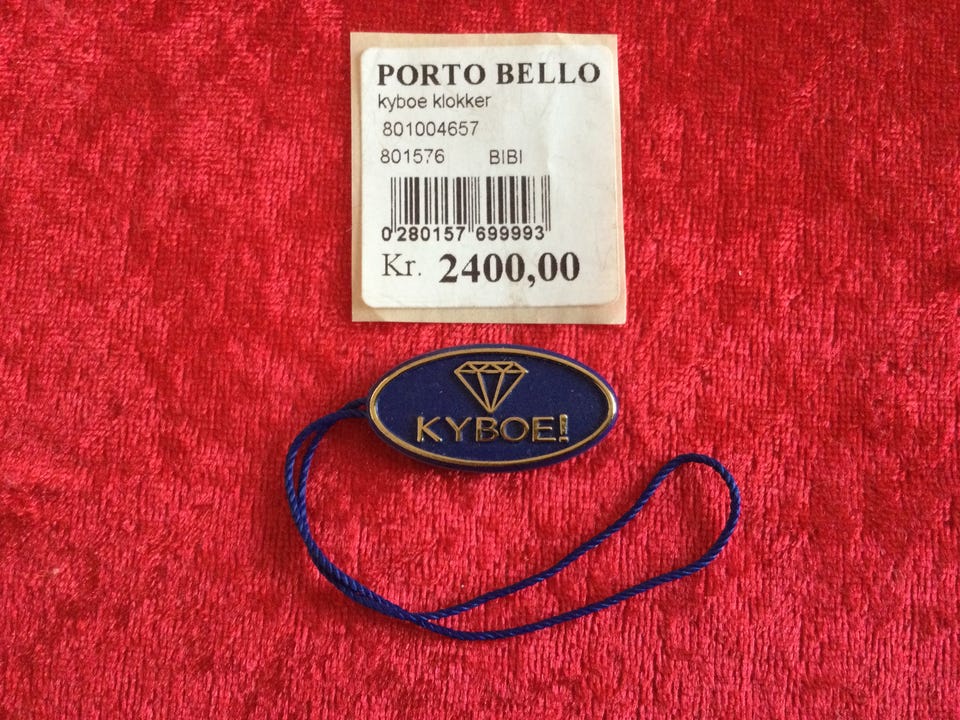 PORTO BELLO
kyboe klokker
801004657
801576 BIBI
0 280157 699993
Kr. 2400,00
KYBOE!